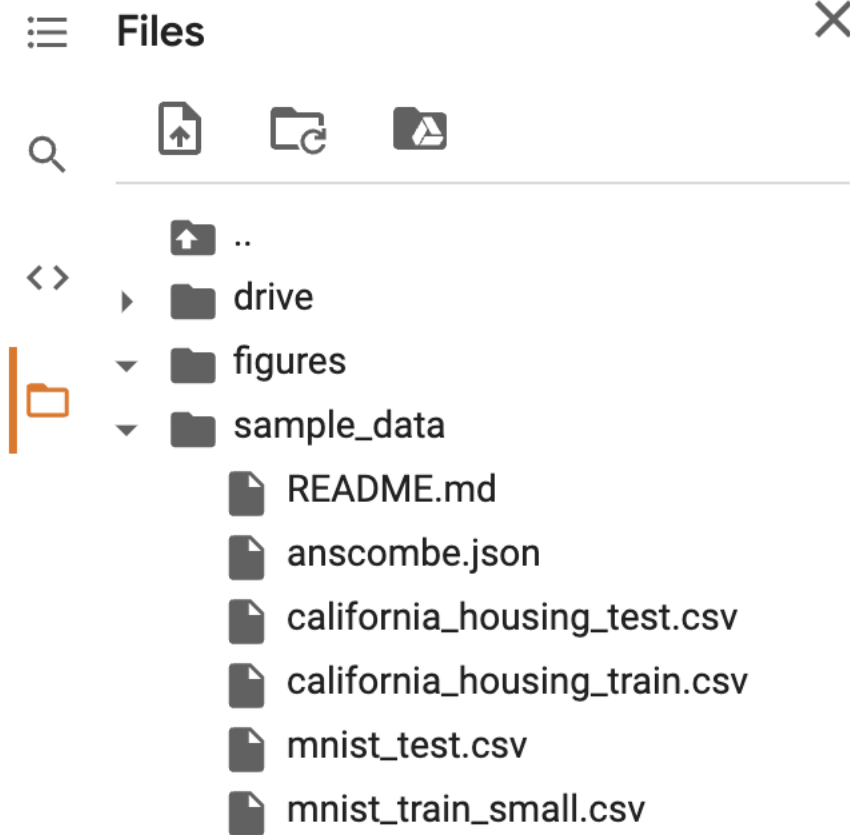 Files
..
drive
figures
sample_data
README.md
anscombe.json
california_housing_test.csv
california_housing_train.csv
mnist_test.csv
mnist_train_small.csv